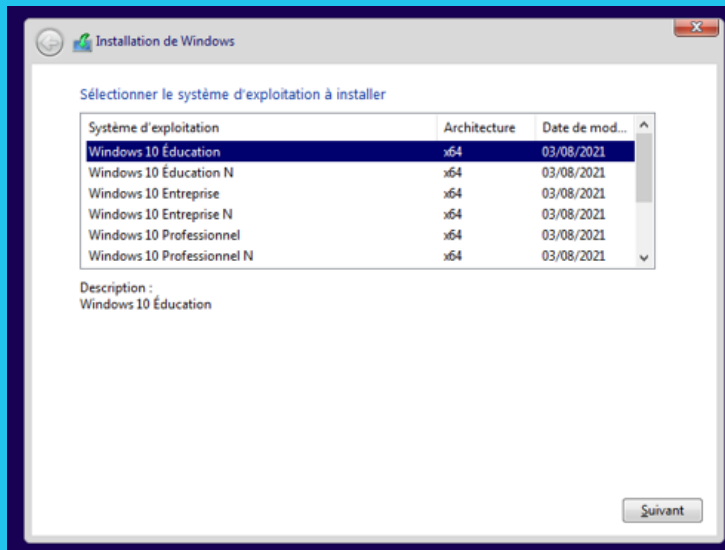 Installation de Windows
Sélectionner le système d'exploitation à installer
Système d'exploitation Architecture Date de mod...
Windows 10 Éducation x64 03/08/2021
Windows 10 Éducation N x64 03/08/2021
Windows 10 Entreprise x64 03/08/2021
Windows 10 Entreprise N x64 03/08/2021
Windows 10 Professionnel x64 03/08/2021
Windows 10 Professionnel N x64 03/08/2021
Description :
Windows 10 Éducation
Suivant